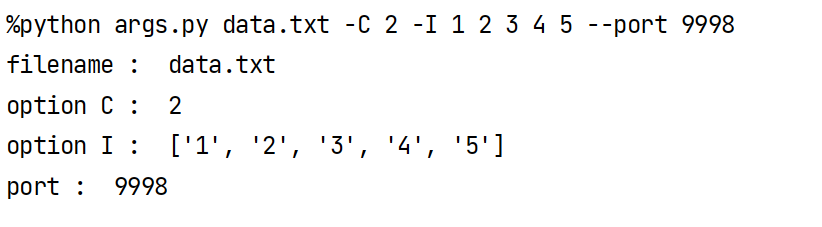 %python args.py data.txt -C 2 -I 1 2 3 4 5 --port 9998
filename :  data.txt
option C :  2
option I :  ['1', '2', '3', '4', '5']
port :  9998